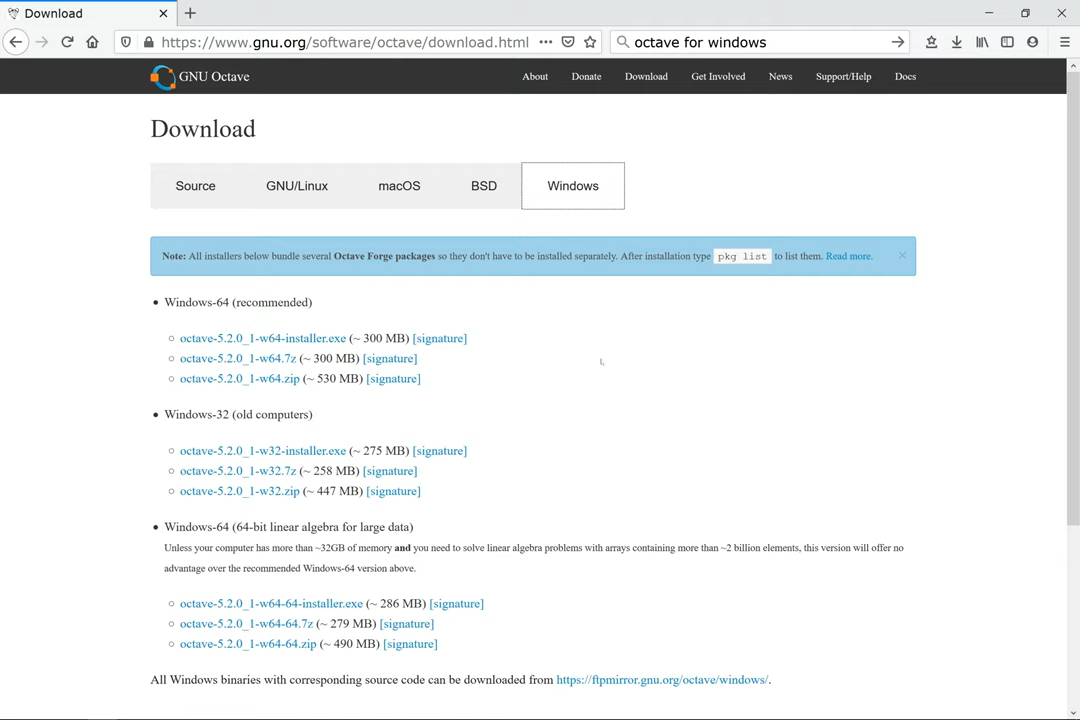 Download
https://www.gnu.org/software/octave/download.html
octave for windows
GNU Octave
About
Donate
Download
Get Involved
News
Support/Help
Docs
Download
Source
GNU/Linux
macOS
BSD
Windows
Note: All installers below bundle several Octave Forge packages so they don't have to be installed separately. After installation type pkg list to list them. Read more.
• Windows-64 (recommended)
octave-5.2.0_1-w64-installer.exe (~ 300 MB) [signature]
octave-5.2.0_1-w64.7z (~ 300 MB) [signature]
octave-5.2.0_1-w64.zip (~ 530 MB) [signature]
• Windows-32 (old computers)
octave-5.2.0_1-w32-installer.exe (~ 275 MB) [signature]
octave-5.2.0_1-w32.7z (~ 258 MB) [signature]
octave-5.2.0_1-w32.zip (~ 447 MB) [signature]
• Windows-64 (64-bit linear algebra for large data)
Unless your computer has more than ~32GB of memory and you need to solve linear algebra problems with arrays containing more than ~2 billion elements, this version will offer no
advantage over the recommended Windows-64 version above.
octave-5.2.0_1-w64-64-installer.exe (~ 286 MB) [signature]
octave-5.2.0_1-w64-64.7z (~ 279 MB) [signature]
octave-5.2.0_1-w64-64.zip (~ 490 MB) [signature]
All Windows binaries with corresponding source code can be downloaded from https://ftpmirror.gnu.org/octave/windows/.